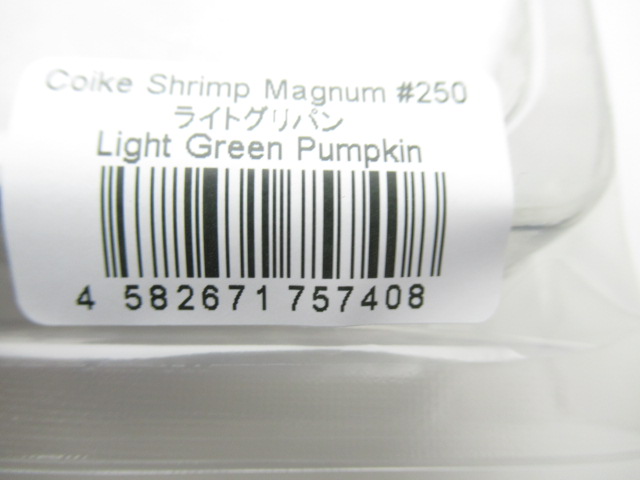 Coike Shrimp Magnum #250
ライトグリパン
Light Green Pumpkin
4 582671 757408